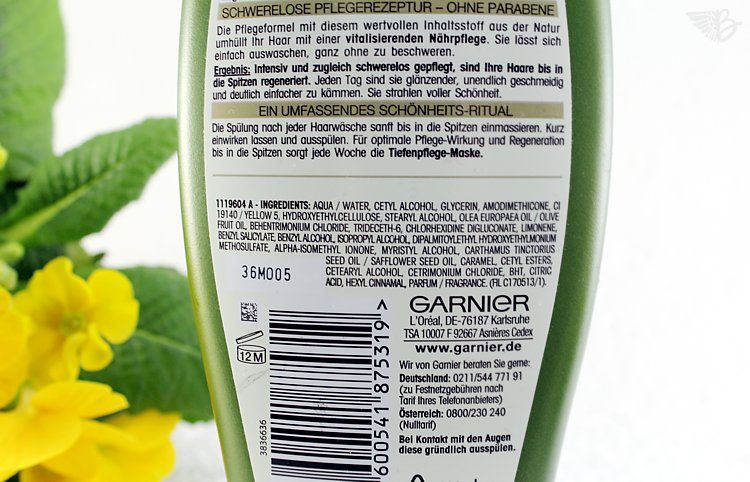 SCHWERELOSE PFLEGEREZEPTUR – OHNE PARABENE
Die Pflegeformel mit diesem wertvollen Inhaltsstoff aus der Natur
umhüllt Ihr Haar mit einer vitalisierenden Nährpflege. Sie lässt sich
einfach auswaschen, ganz ohne zu beschweren.
Ergebnis: Intensiv und zugleich schwerelos gepflegt, sind Ihre Haare bis in
die Spitzen regeneriert. Jeden Tag sind sie glänzender, unendlich geschmeidig
und deutlich einfacher zu kämmen. Sie strahlen voller Schönheit.
EIN UMFASSENDES SCHÖNHEITS-RITUAL
Die Spülung nach jeder Haarwäsche sanft bis in die Spitzen einmassieren. Kurz
einwirken lassen und ausspülen. Für optimale Pflege-Wirkung und Regeneration
bis in die Spitzen sorgt jede Woche die Tiefenpflege-Maske.
1119604 A - INGREDIENTS: AQUA / WATER, CETYL ALCOHOL, GLYCERIN, AMODIMETHICONE, CI
19140 / YELLOW 5, HYDROXYETHYLCELLULOSE, STEARYL ALCOHOL, OLEA EUROPAEA OIL / OLIVE
FRUIT OIL, BEHENTRIMONIUM CHLORIDE, TRIDECETH-6, CHLORHEXIDINE DIGLUCONATE, LIMONENE,
BENZYL SALICYLATE, BENZYL ALCOHOL, ISOPROPYL ALCOHOL, DIPALMITOYLETHYL HYDROXYETHYLMONIUM
METHOSULFATE, ALPHA-ISOMETHYL IONONE, MYRISTYL ALCOHOL, CARTHAMUS TINCTORIUS
SEED OIL / SAFFLOWER SEED OIL, CARAMEL, CETYL ESTERS,
CETEARYL ALCOHOL, CETRIMONIUM CHLORIDE, BHT, CITRIC
ACID, HEXYL CINNAMAL, PARFUM / FRAGRANCE. (FIL C170513/1).
36M005
12 M
3836636
600541 875319 >
GARNIER
L'Oréal, DE-76187 Karlsruhe
TSA 10007 F 92667 Asnières Cedex
www.garnier.de
Wir von Garnier beraten Sie gerne:
Deutschland: 0211/544 771 91
(zu Festnetzgebühren nach
Tarif Ihres Telefonanbieters)
Österreich: 0800/230 240
(Nulltarif)
Bei Kontakt mit den Augen
diese gründlich ausspülen.